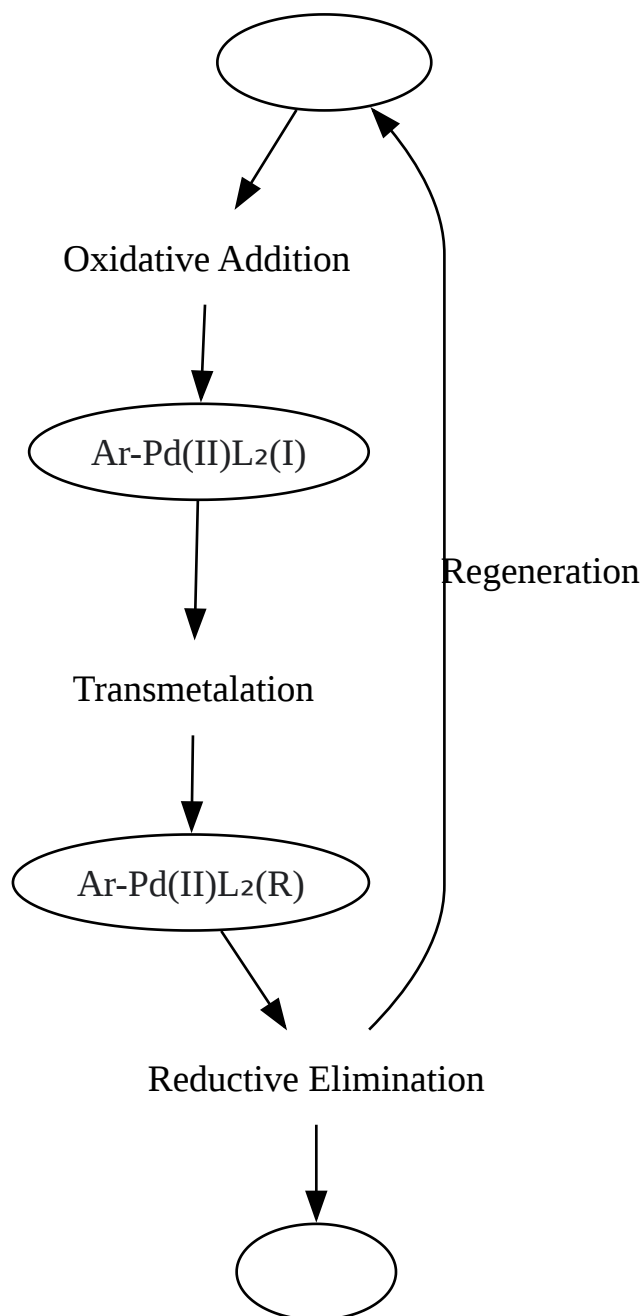 Oxidative Addition
Ar-Pd(II)L₂(I)
Regeneration
Transmetalation
Ar-Pd(II)L₂(R)
Reductive Elimination